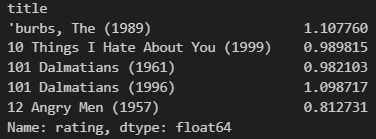 title
'burbs, The (1989) 1.107760
10 Things I Hate About You (1999) 0.989815
101 Dalmatians (1961) 0.982103
101 Dalmatians (1996) 1.098717
12 Angry Men (1957) 0.812731
Name: rating, dtype: float64